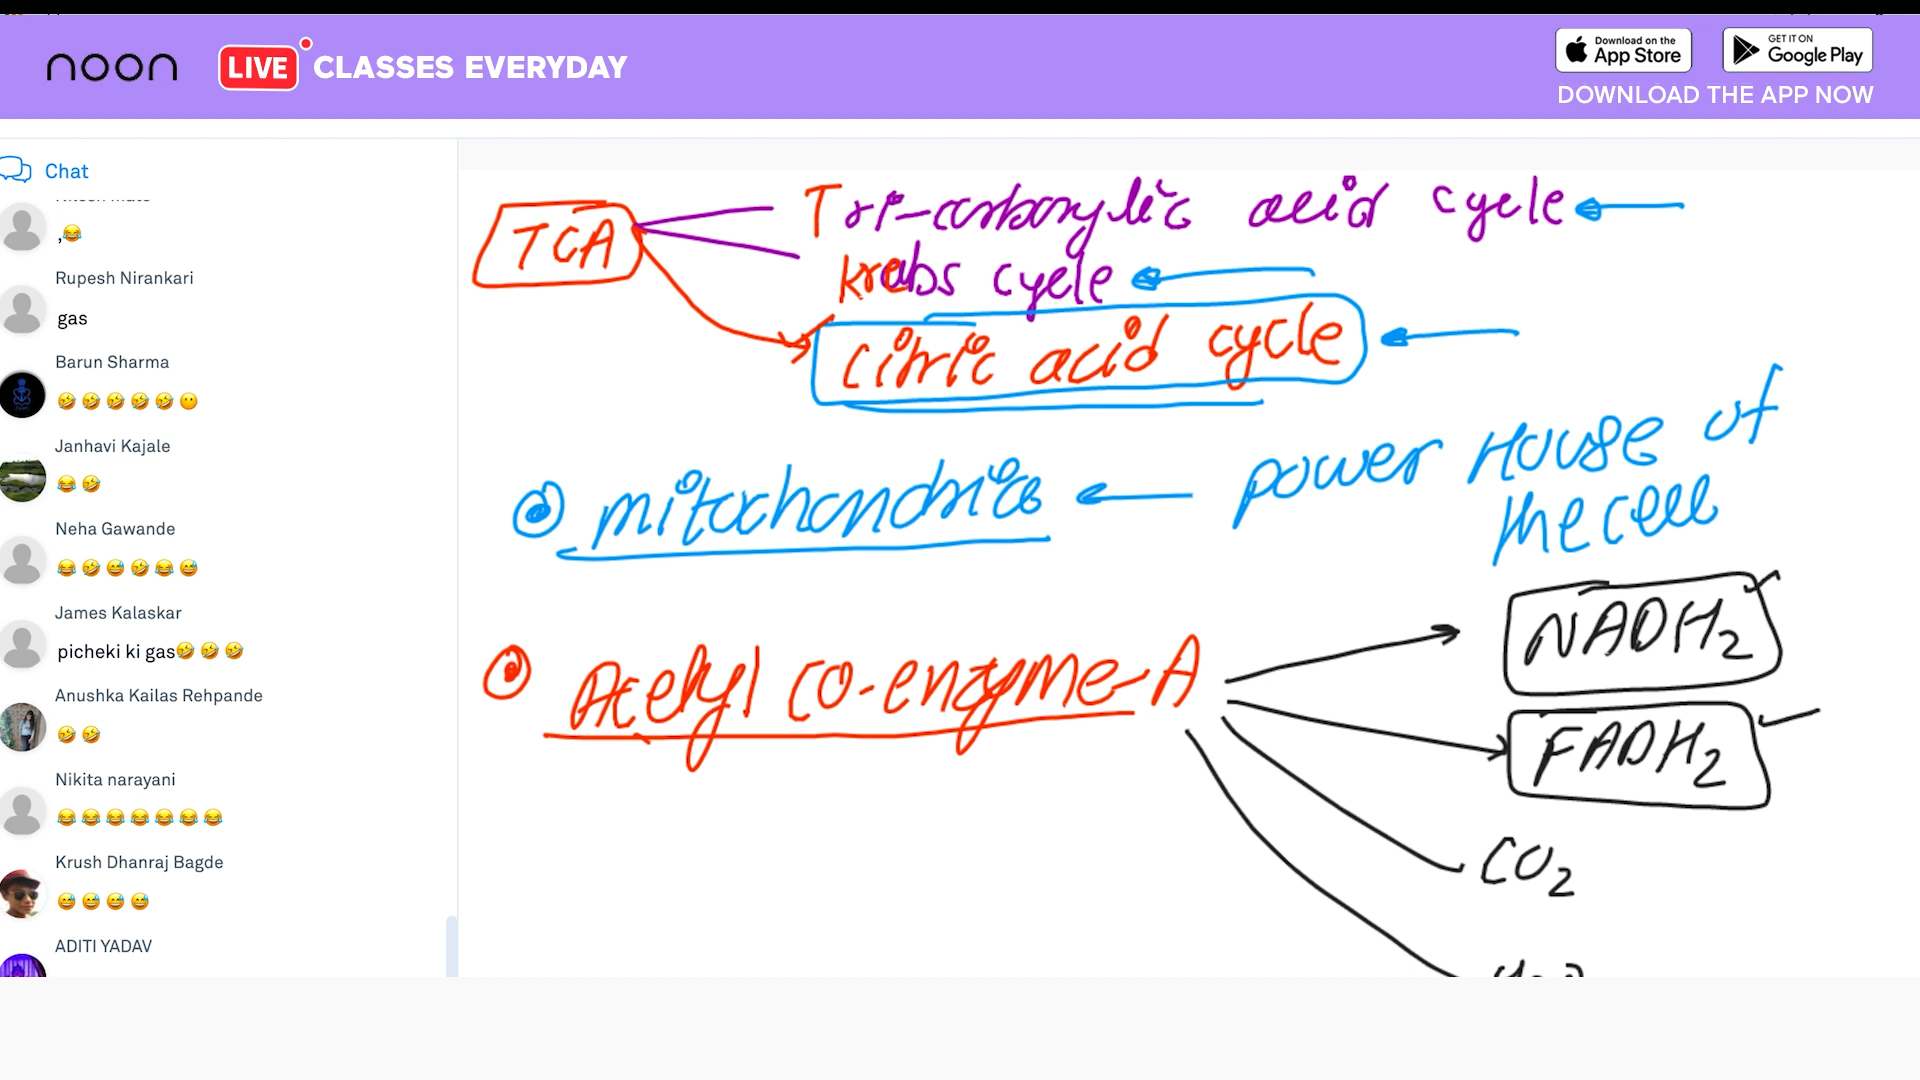 noon LIVE CLASSES EVERYDAY
Download on the App Store
GET IT ON Google Play
DOWNLOAD THE APP NOW
Chat
,😂
Rupesh Nirankari
gas
Barun Sharma
🤣🤣🤣🤣🤣😶
Janhavi Kajale
😂🤣
Neha Gawande
😂🤣😅🤣😂😅
James Kalaskar
picheki ki gas🤣🤣🤣
Anushka Kailas Rehpande
🤣🤣
Nikita narayani
😂😂😂😂😂😂😂
Krush Dhanraj Bagde
😅😅😅😅
ADITI YADAV
TCA
Tri-carboxylic acid cycle
krebs cycle
citric acid cycle
mitochondria ← power House of
the cell
Acetyl co-enzyme-A
NADH2
FADH2
CO2